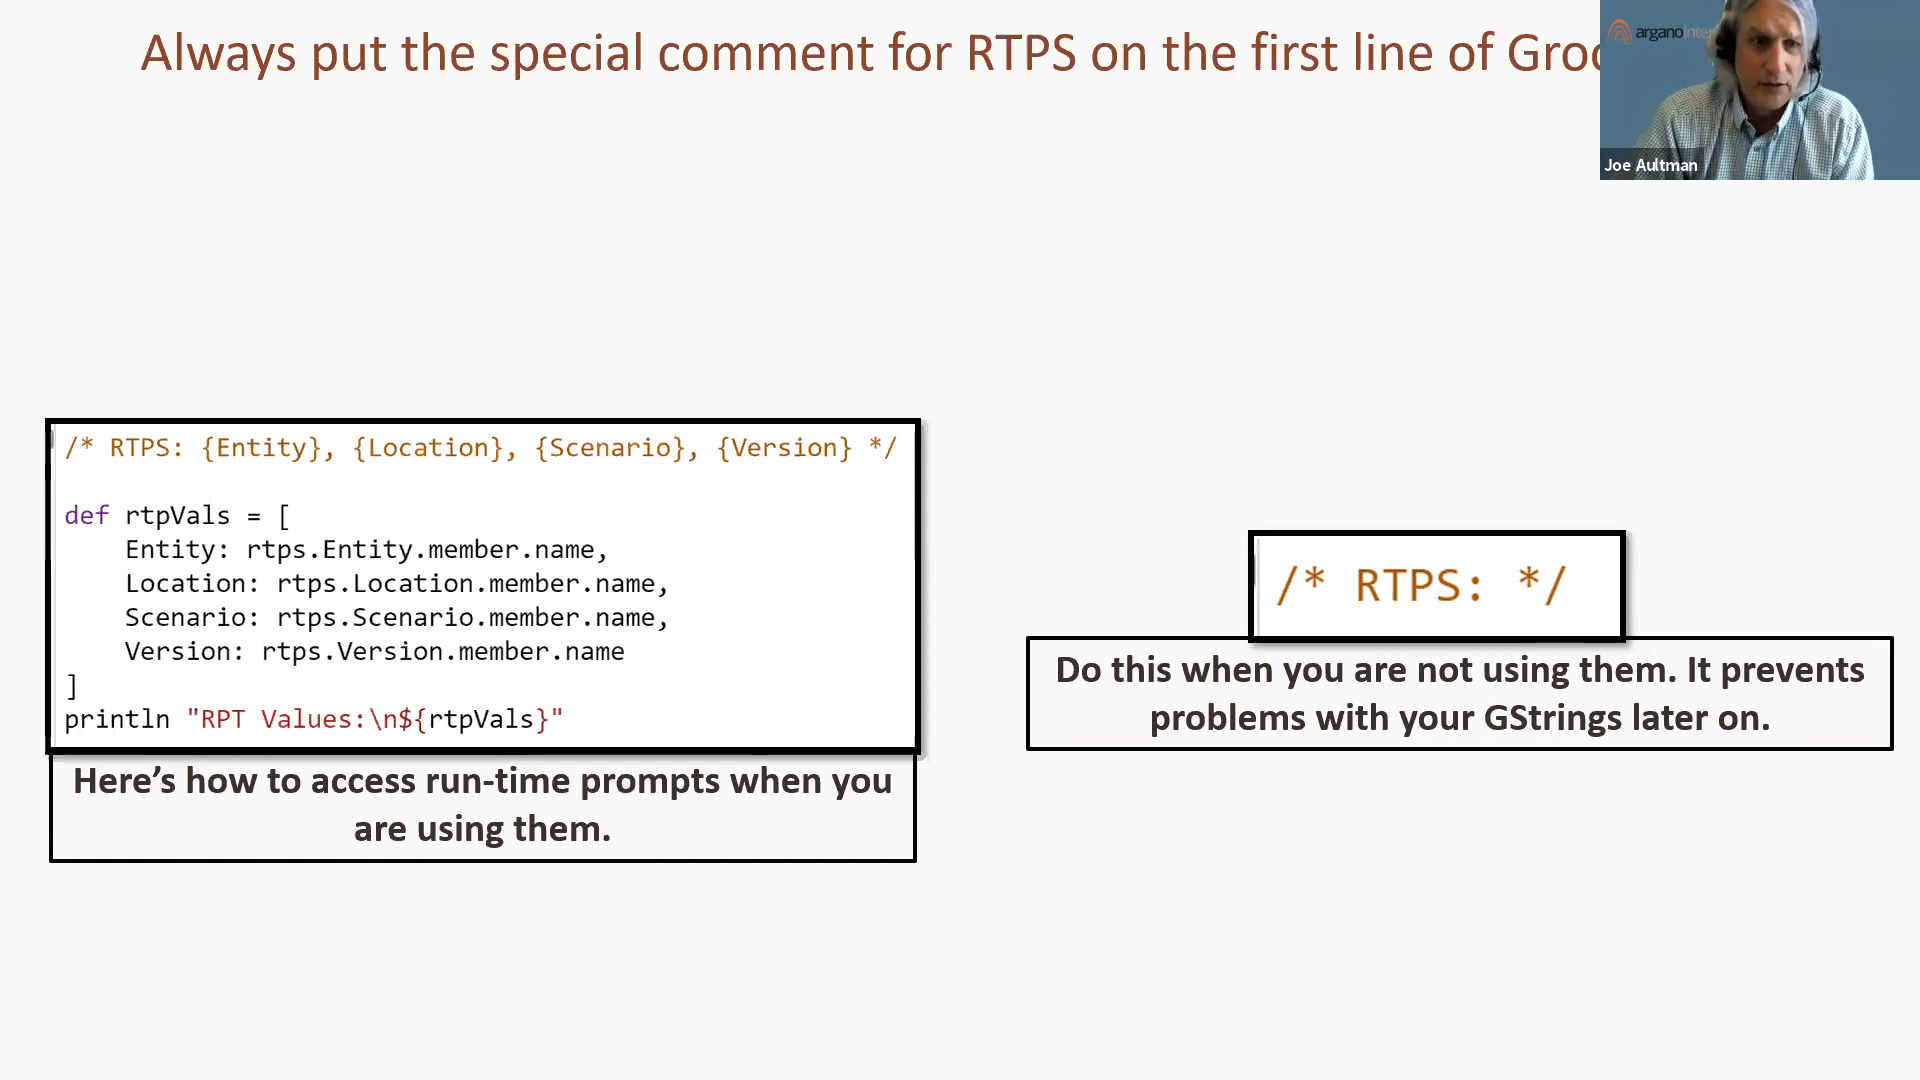 Always put the special comment for RTPS on the first line of
arganoInter
Joe Aultman
/* RTPS: {Entity}, {Location}, {Scenario}, {Version} */
def rtpVals = [
Entity: rtps.Entity.member.name,
Location: rtps.Location.member.name,
Scenario: rtps.Scenario.member.name,
Version: rtps.Version.member.name
]
println "RPT Values:\n${rtpVals}"
Here’s how to access run-time prompts when you
are using them.
/* RTPS: */
Do this when you are not using them. It prevents
problems with your GStrings later on.